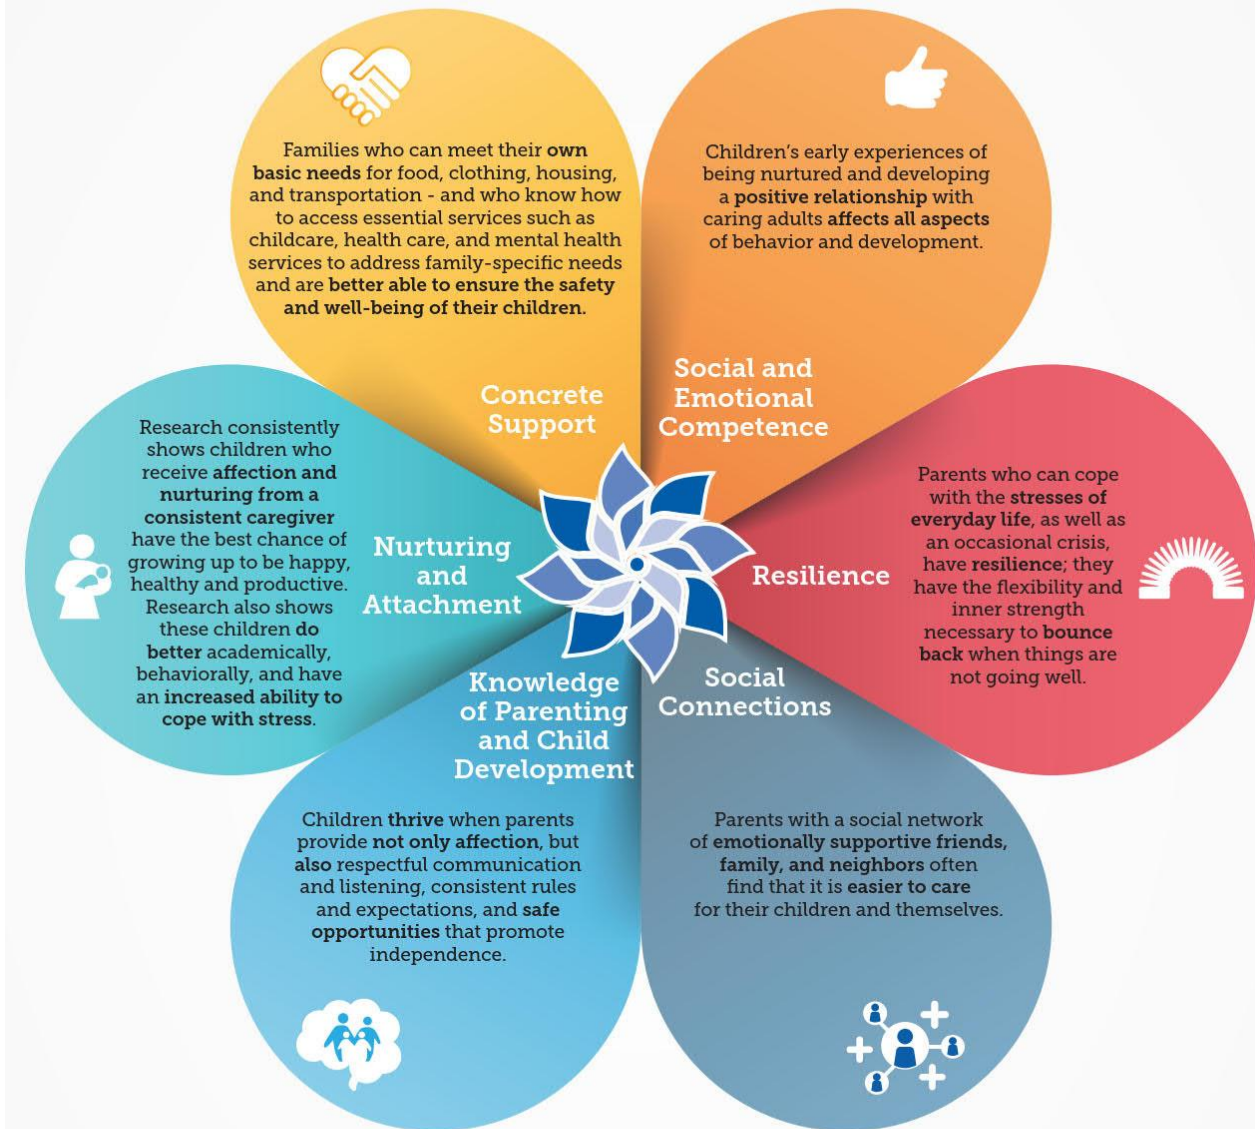 Families who can meet their own
basic needs for food, clothing, housing,
and transportation - and who know how
to access essential services such as
childcare, health care, and mental health
services to address family-specific needs
and are better able to ensure the safety
and well-being of their children.
Concrete
Support
Children's early experiences of
being nurtured and developing
a positive relationship with
caring adults affects all aspects
of behavior and development.
Social and
Emotional
Competence
Research consistently
shows children who
receive affection and
nurturing from a
consistent caregiver
have the best chance of
growing up to be happy,
healthy and productive.
Research also shows
these children do
better academically,
behaviorally, and have
an increased ability to
cope with stress.
Nurturing
and
Attachment
Resilience
Parents who can cope
with the stresses of
everyday life, as well as
an occasional crisis,
have resilience; they
have the flexibility and
inner strength
necessary to bounce
back when things are
not going well.
Knowledge
of Parenting
and Child
Development
Children thrive when parents
provide not only affection, but
also respectful communication
and listening, consistent rules
and expectations, and safe
opportunities that promote
independence.
Social
Connections
Parents with a social network
of emotionally supportive friends,
family, and neighbors often
find that it is easier to care
for their children and themselves.